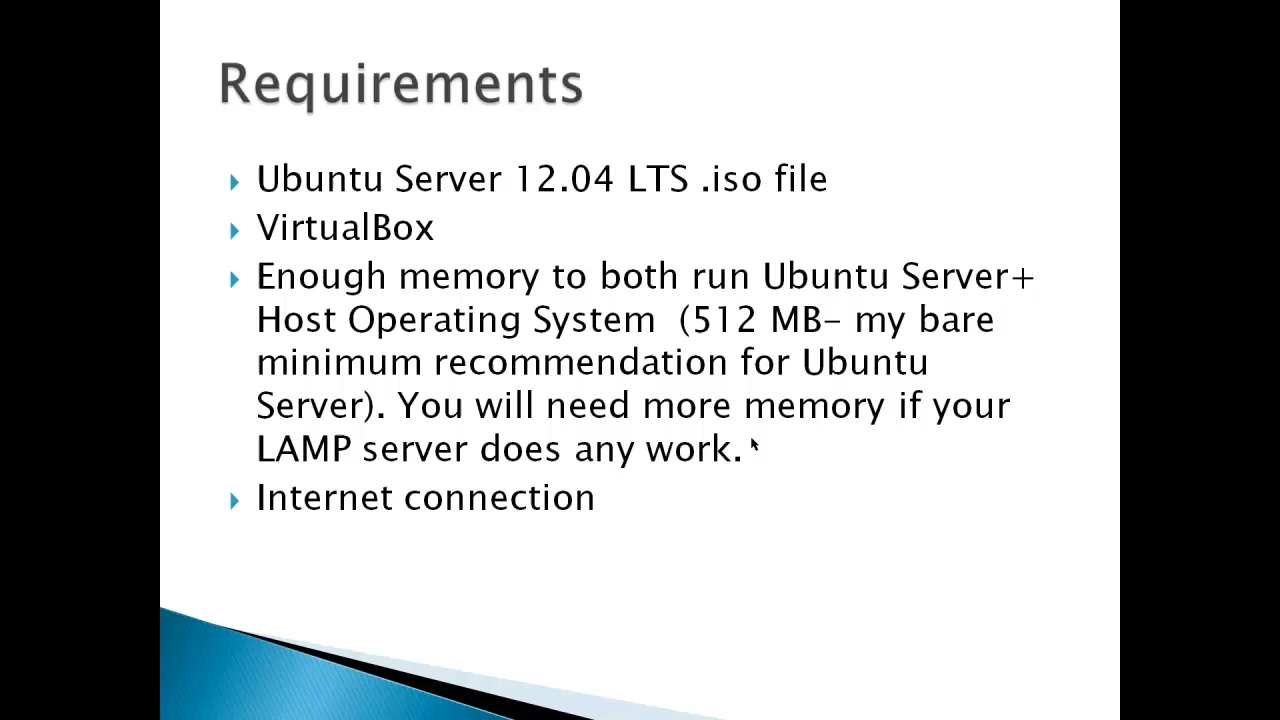 Requirements
Ubuntu Server 12.04 LTS .iso file
VirtualBox
Enough memory to both run Ubuntu Server+
Host Operating System (512 MB- my bare
minimum recommendation for Ubuntu
Server). You will need more memory if your
LAMP server does any work.
Internet connection